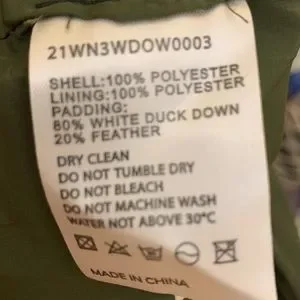 21WN3WDOW0003
SHELL:100% POLYESTER
LINING:100% POLYESTER
PADDING:
80% WHITE DUCK DOWN
20% FEATHER
DRY CLEAN
DO NOT TUMBLE DRY
DO NOT BLEACH
DO NOT MACHINE WASH
WATER NOT ABOVE 30°C
MADE IN CHINA